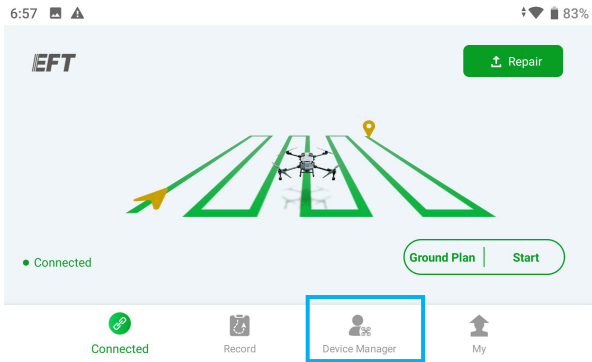 6:57 83%
EFT
Repair
Connected
Ground Plan Start
Connected Record Device Manager My